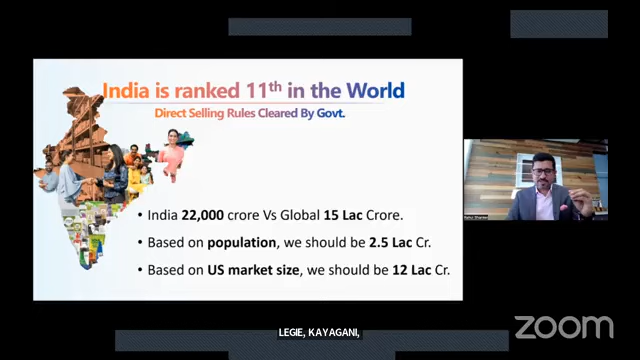 India is ranked 11th in the World
Direct Selling Rules Cleared By Govt.
• India 22,000 crore Vs Global 15 Lac Crore.
• Based on population, we should be 2.5 Lac Cr.
• Based on US market size, we should be 12 Lac Cr.
LEGIE, KAYAGANI,
zoom